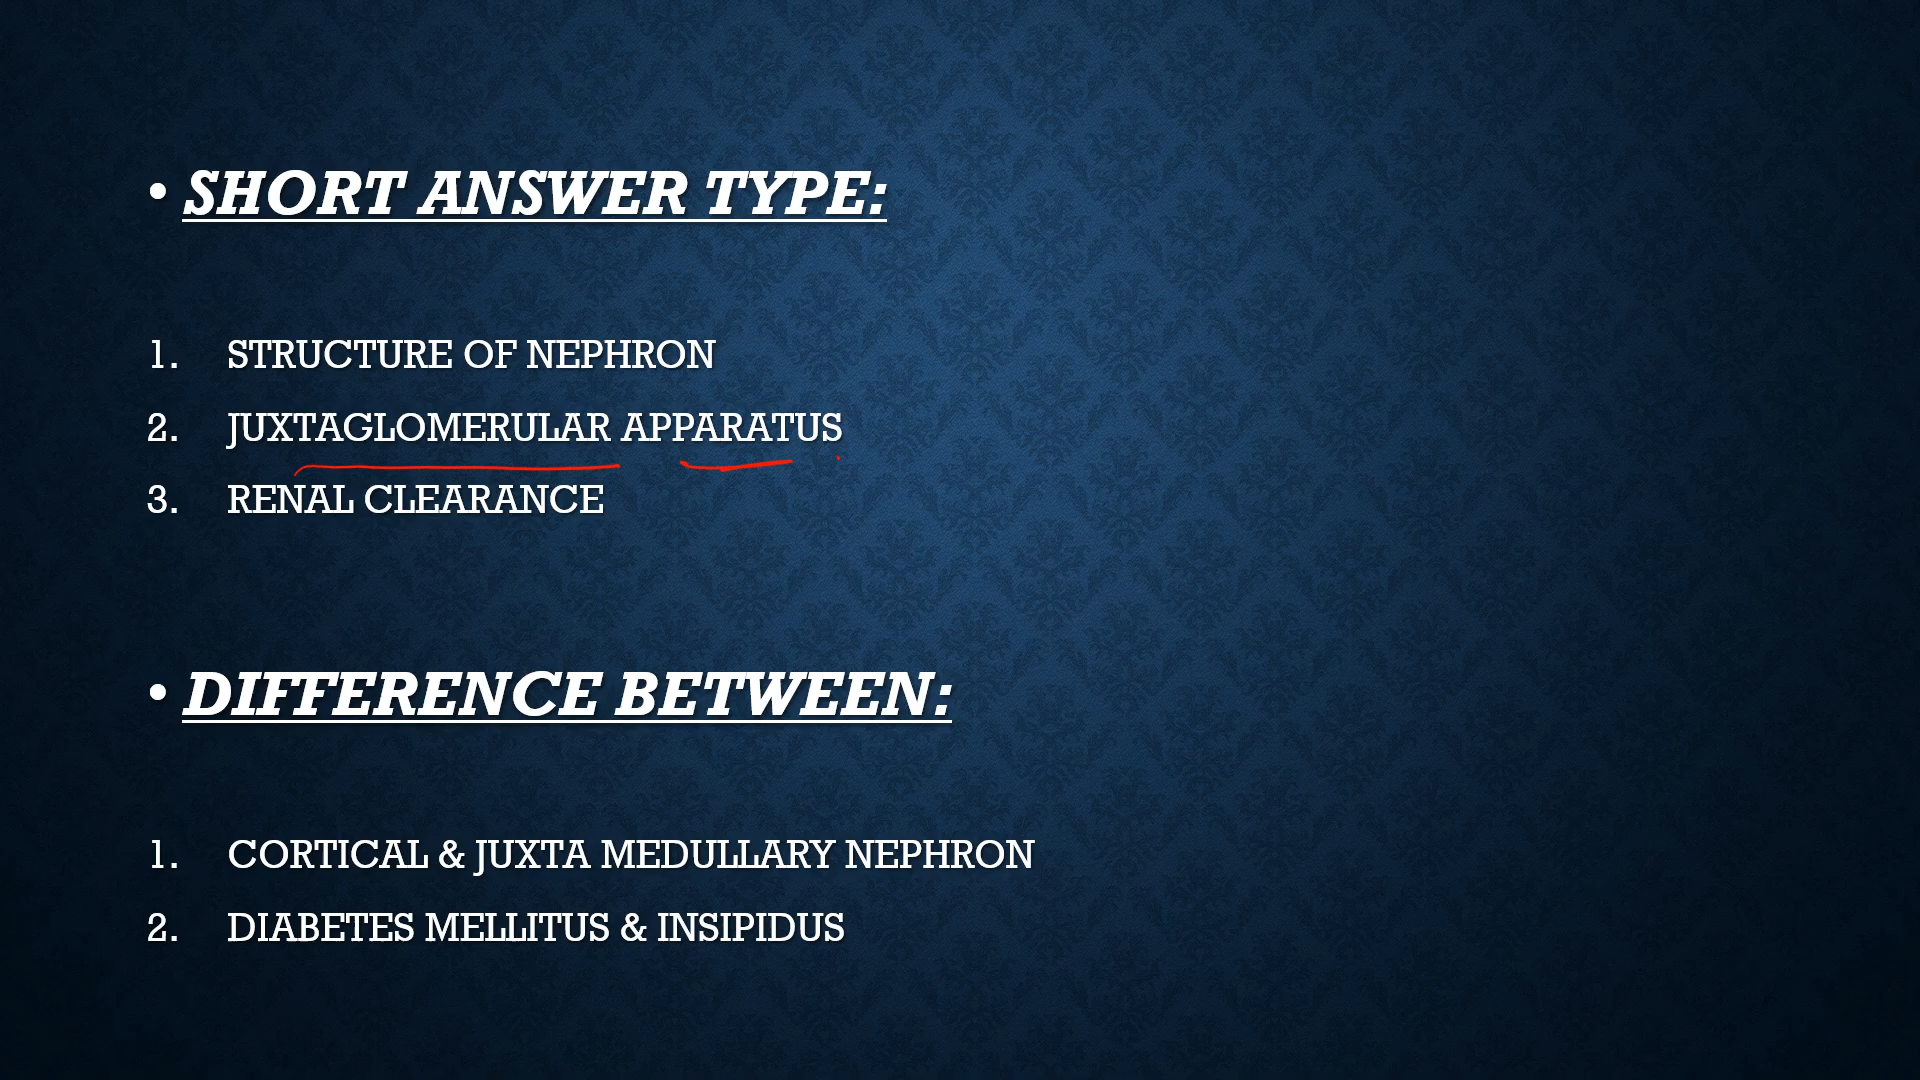 • SHORT ANSWER TYPE:
1. STRUCTURE OF NEPHRON
2. JUXTAGLOMERULAR APPARATUS
3. RENAL CLEARANCE
• DIFFERENCE BETWEEN:
1. CORTICAL & JUXTA MEDULLARY NEPHRON
2. DIABETES MELLITUS & INSIPIDUS